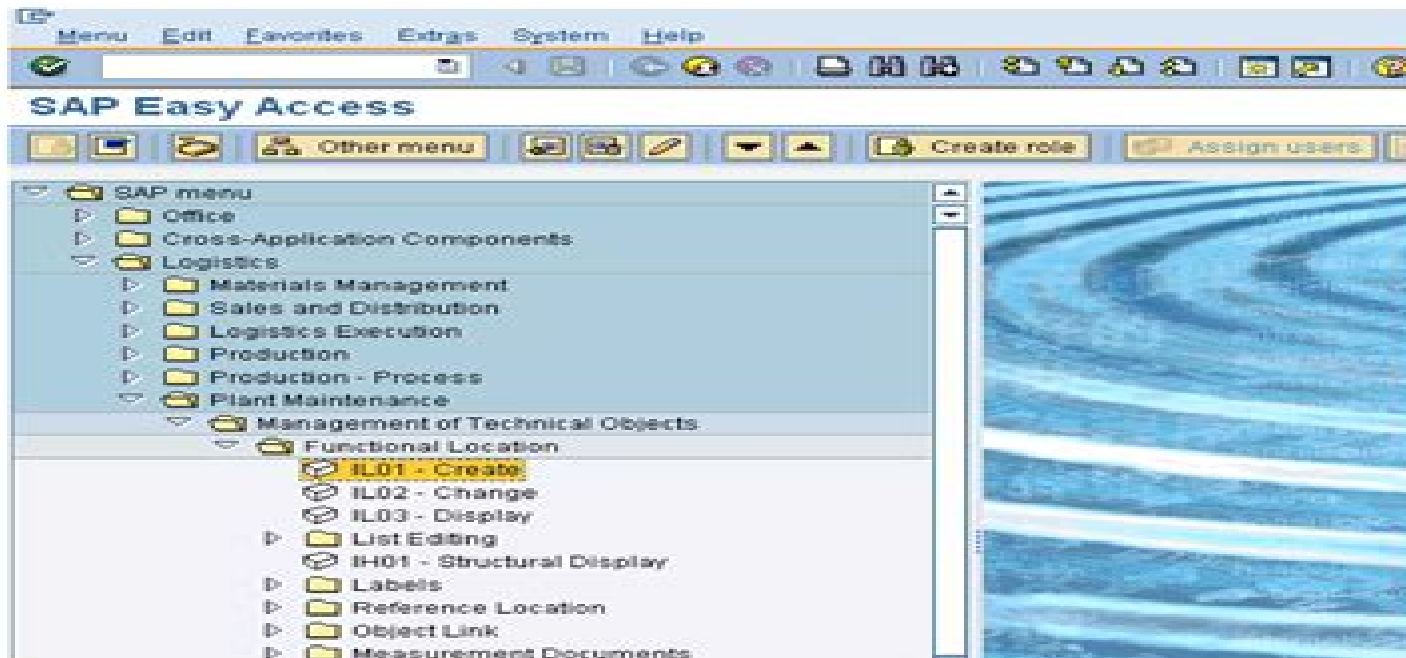 Menu Edit Favorites Extras System Help
SAP Easy Access
Other menu Create role Assign users
SAP menu
Office
Cross-Application Components
Logistics
Materials Management
Sales and Distribution
Logistics Execution
Production
Production - Process
Plant Maintenance
Management of Technical Objects
Functional Location
IL01 - Create
IL02 - Change
IL03 - Display
List Editing
IH01 - Structural Display
Labels
Reference Location
Object Link
Measurement Documents